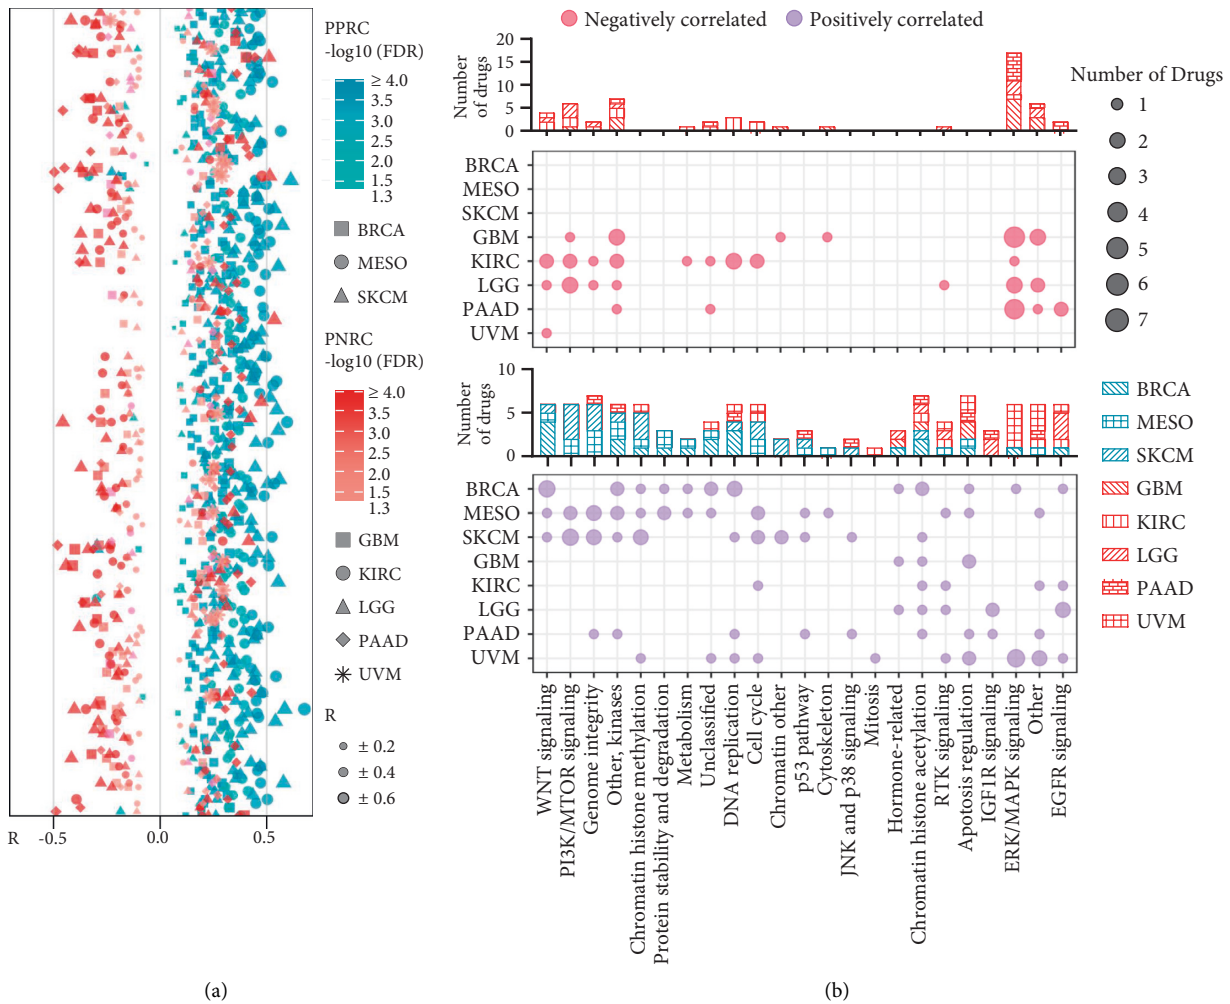 PPRC
-log10 (FDR)
≥ 4.0
3.5
3.0
2.5
2.0
1.5
1.3
BRCA
MESO
SKCM
PNRC
-log10 (FDR)
≥ 4.0
3.5
3.0
2.5
2.0
1.5
1.3
GBM
KIRC
LGG
PAAD
UVM
R
± 0.2
± 0.4
± 0.6
R -0.5 0.0 0.5
(a)
Negatively correlated Positively correlated
Number
of drugs
20
15
10
5
0
BRCA
MESO
SKCM
GBM
KIRC
LGG
PAAD
UVM
Number of Drugs
1
2
3
4
5
6
7
Number
of drugs
10
5
0
BRCA
MESO
SKCM
GBM
KIRC
LGG
PAAD
UVM
BRCA
MESO
SKCM
GBM
KIRC
LGG
PAAD
UVM
WNT signaling
PI3K/MTOR signaling
Genome integrity
Other, kinases
Chromatin histone methylation
Protein stability and degradation
Metabolism
Unclassified
DNA replication
Cell cycle
Chromatin other
p53 pathway
Cytoskeleton
JNK and p38 signaling
Mitosis
Hormone-related
Chromatin histone acetylation
RTK signaling
Apotosis regulation
IGF1R signaling
ERK/MAPK signaling
Other
EGFR signaling
(b)